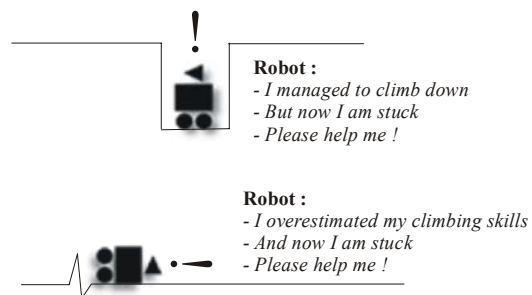 !
Robot :
- I managed to climb down
- But now I am stuck
- Please help me !
Robot :
- I overestimated my climbing skills
- And now I am stuck
- Please help me !
!